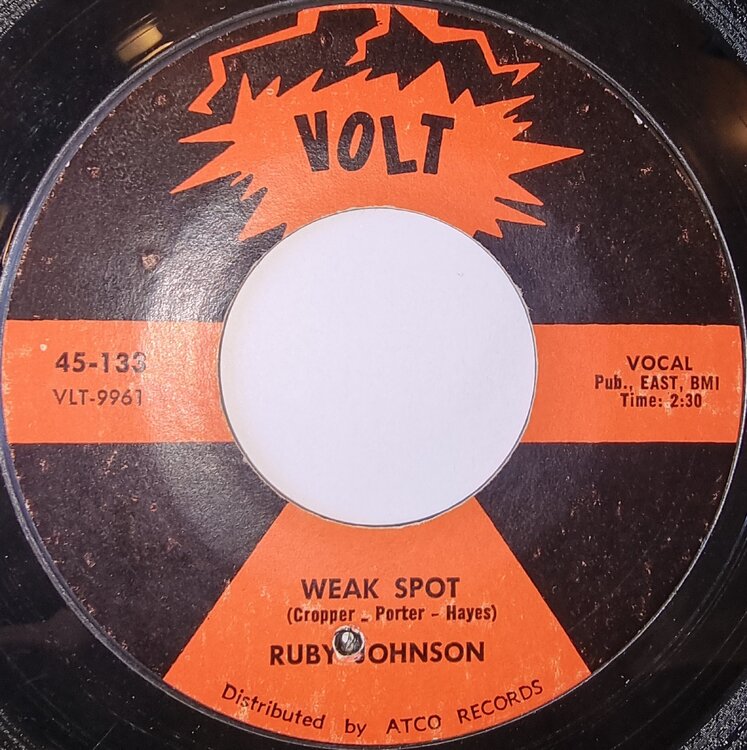 VOLT
45-133
VLT-9961
VOCAL
Pub., EAST, BMI
Time: 2:30
WEAK SPOT
(Cropper - Porter - Hayes)
RUBY JOHNSON
Distributed by ATCO RECORDS